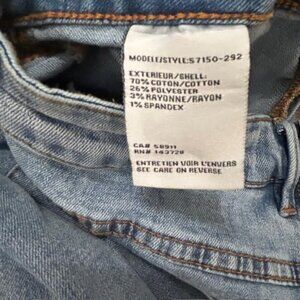 MODELE/STYLE:S7150-292
EXTERIEUR/SHELL:
70% COTON/COTTON
26% POLYESTER
3% RAYONNE/RAYON
1% SPANDEX
CA# 58911
RN# 143728
ENTRETIEN VOIR L'ENVERS
SEE CARE ON REVERSE